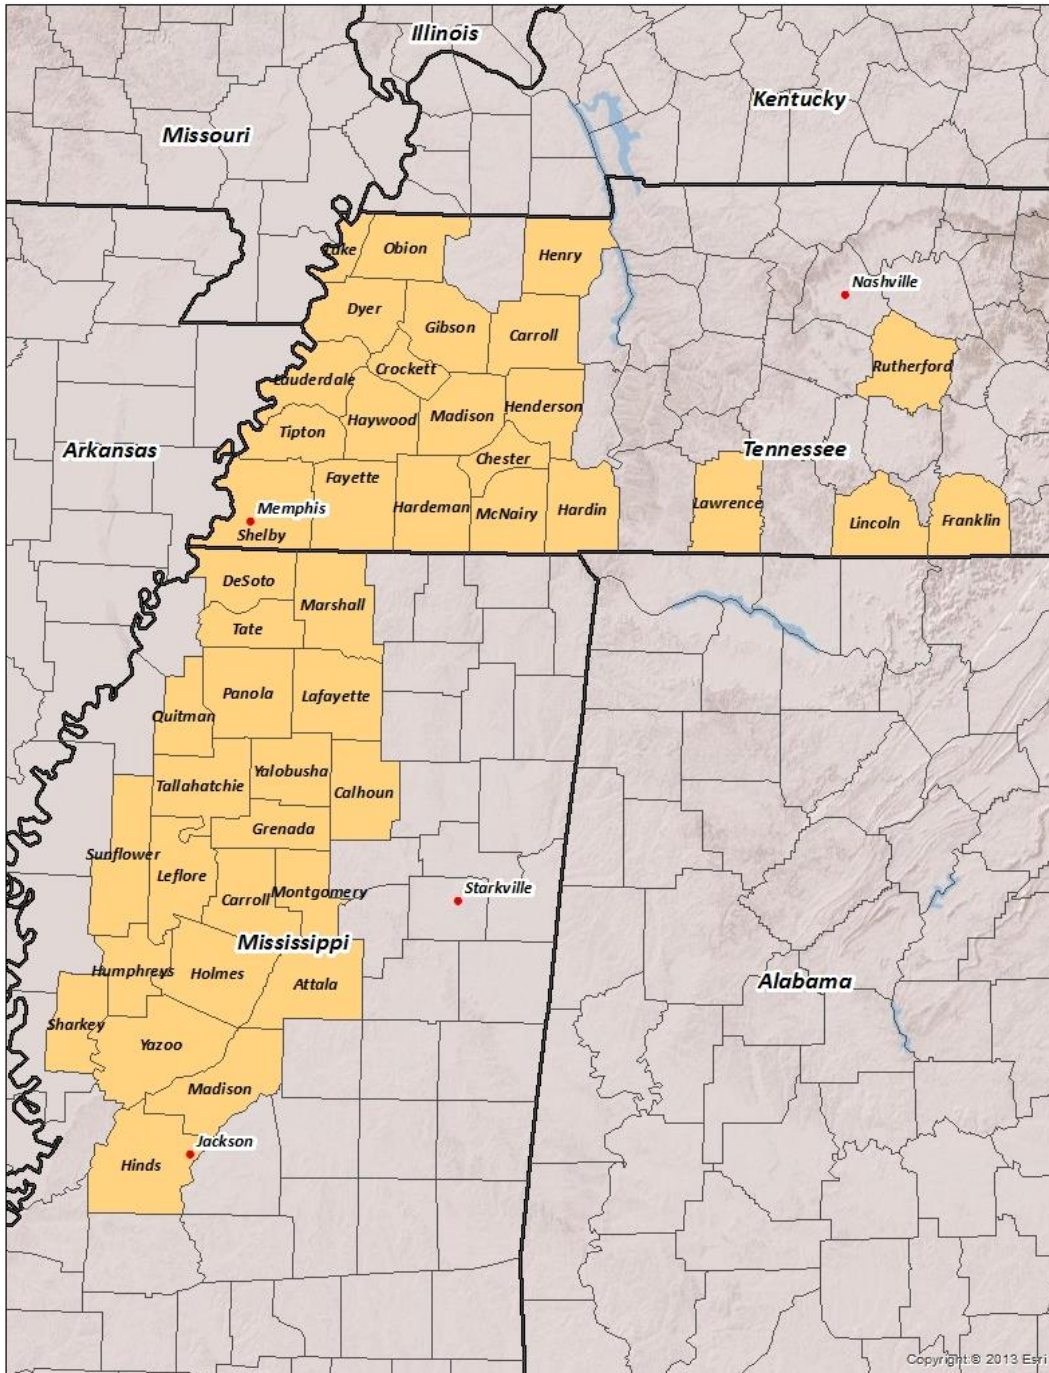 Illinois
Kentucky
Missouri
Lake
Obion
Henry
Nashville
Dyer
Gibson
Carroll
Rutherford
Crockett
Lauderdale
Henderson
Haywood
Madison
Tipton
Arkansas
Tennessee
Chester
Fayette
Lawrence
Memphis
Hardeman
McNairy
Hardin
Lincoln
Franklin
Shelby
DeSoto
Marshall
Tate
Panola
Lafayette
Quitman
Yalobusha
Tallahatchie
Calhoun
Grenada
Sunflower
Leflore
Montgomery
Starkville
Carroll
Mississippi
Humphreys
Holmes
Attala
Alabama
Sharkey
Yazoo
Madison
Jackson
Hinds
Copyright:© 2013 Esri